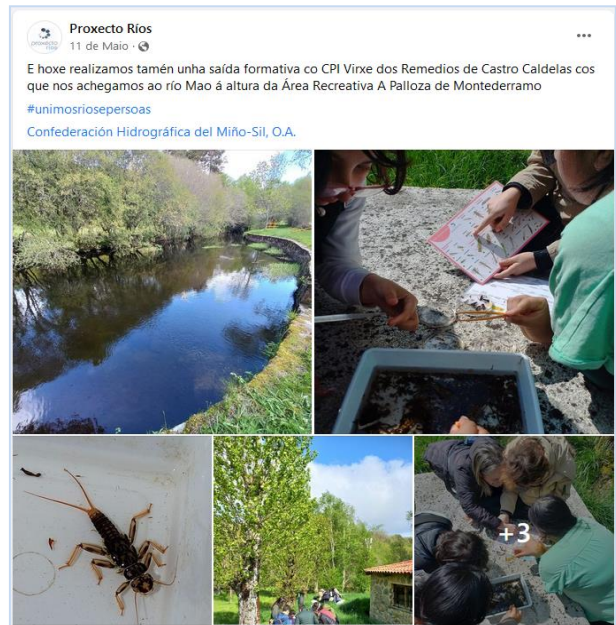 Proxecto Ríos
11 de Maio ·
E hoxe realizamos tamén unha saída formativa co CPI Virxe dos Remedios de Castro Caldelas cos
que nos achegamos ao río Mao á altura da Área Recreativa A Palloza de Montederramo
#unimosriosepersoas
Confederación Hidrográfica del Miño-Sil, O.A.
+3